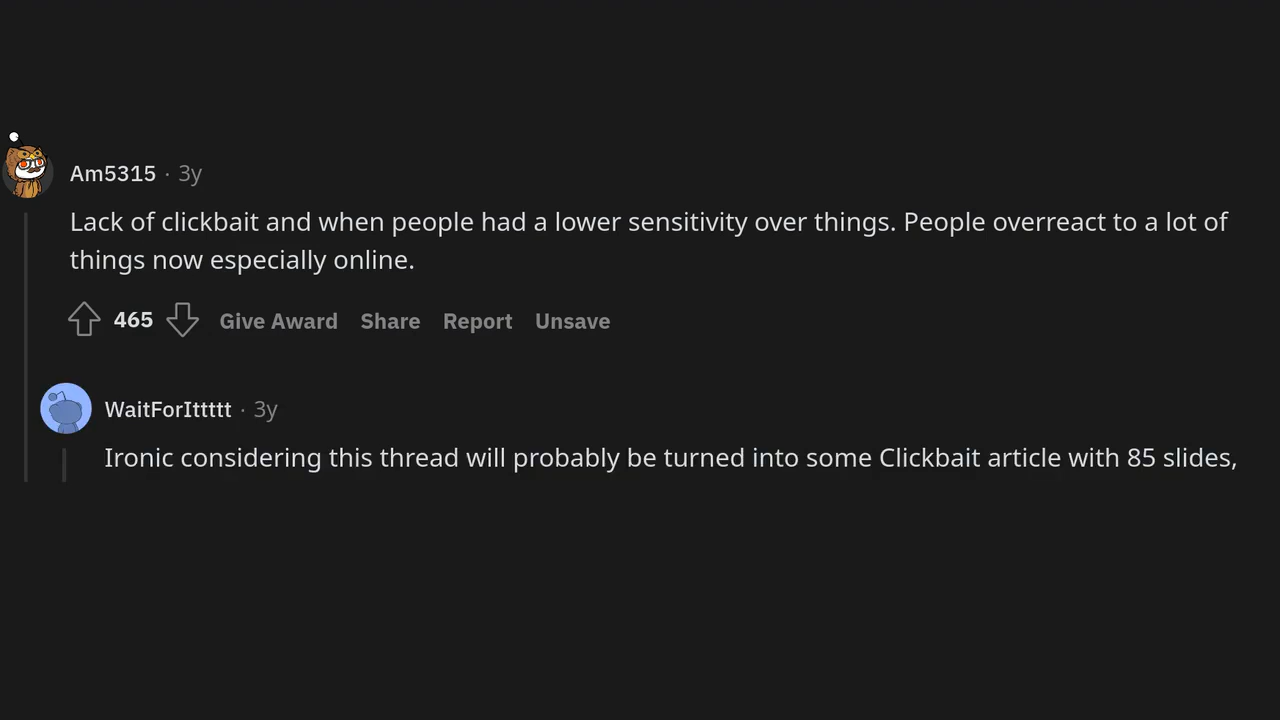 Am5315 · 3y
Lack of clickbait and when people had a lower sensitivity over things. People overreact to a lot of
things now especially online.
465 Give Award Share Report Unsave
WaitForIttttt · 3y
Ironic considering this thread will probably be turned into some Clickbait article with 85 slides,